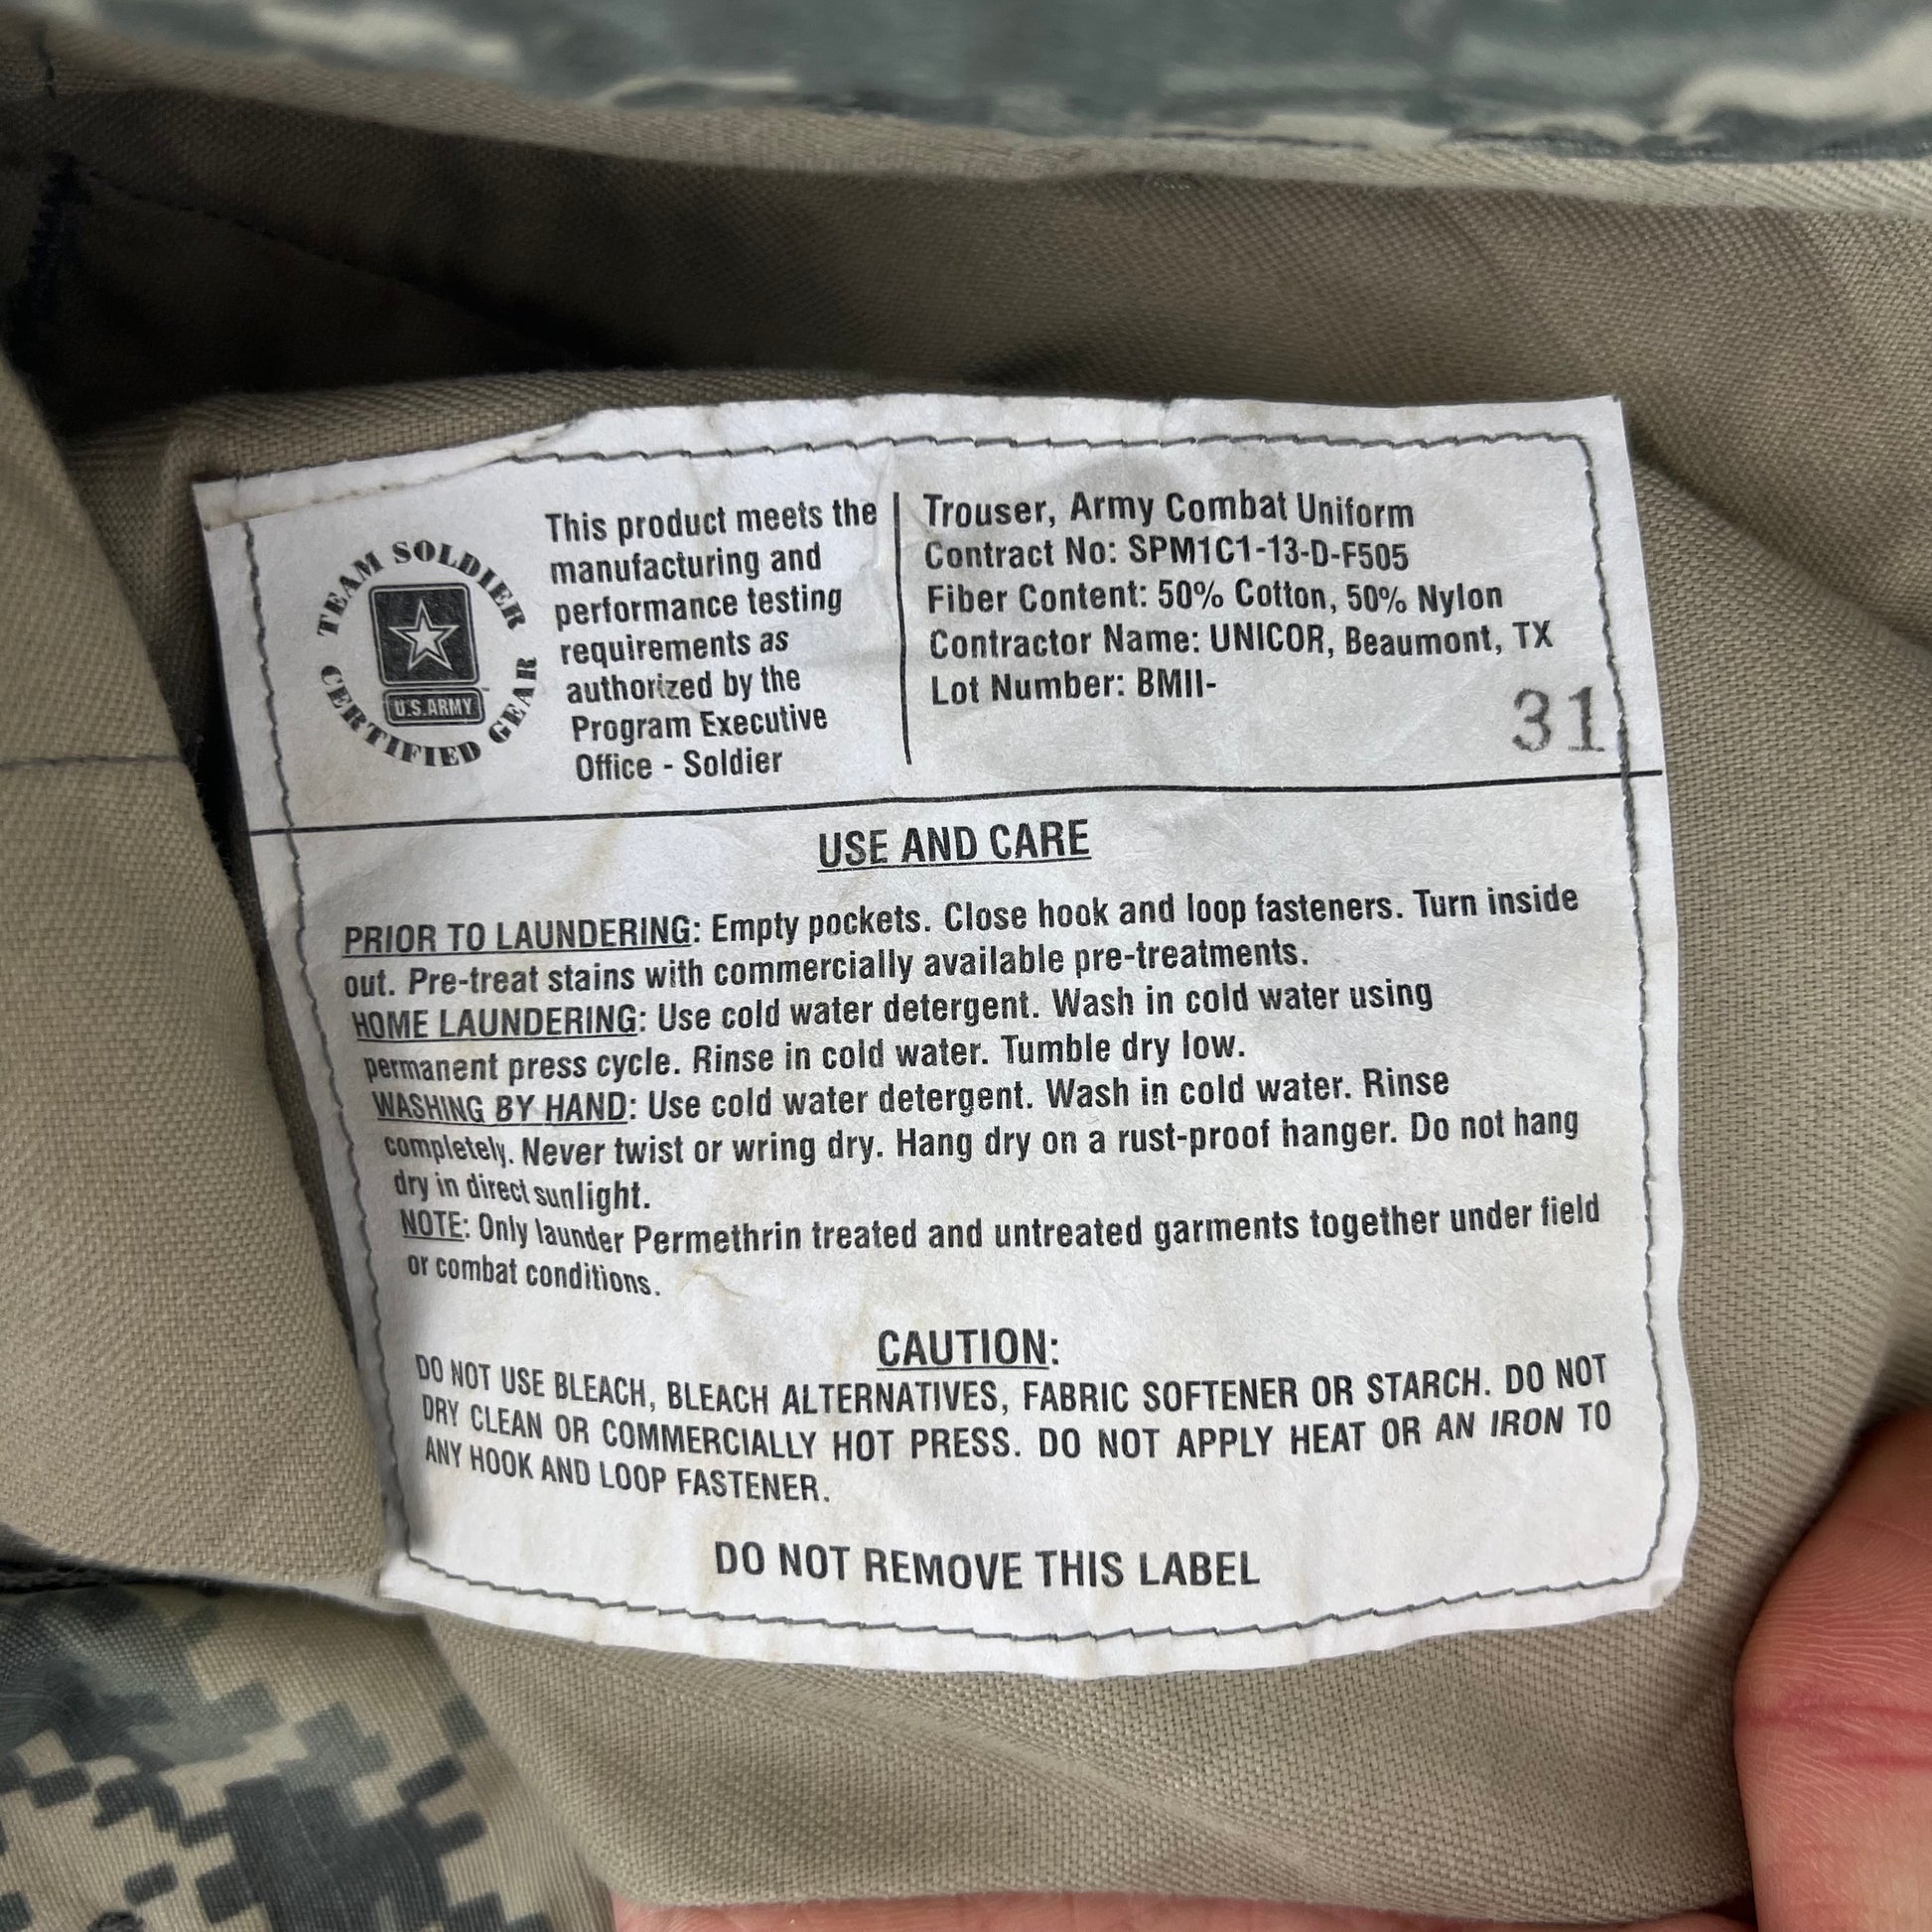 TEAM SOLDIER
U.S.ARMY
CERTIFIED GEAR
This product meets the
manufacturing and
performance testing
requirements as
authorized by the
Program Executive
Office - Soldier
Trouser, Army Combat Uniform
Contract No: SPM1C1-13-D-F505
Fiber Content: 50% Cotton, 50% Nylon
Contractor Name: UNICOR, Beaumont, TX
Lot Number: BMII-
31
USE AND CARE
PRIOR TO LAUNDERING: Empty pockets. Close hook and loop fasteners. Turn inside
out. Pre-treat stains with commercially available pre-treatments.
HOME LAUNDERING: Use cold water detergent. Wash in cold water using
permanent press cycle. Rinse in cold water. Tumble dry low.
WASHING BY HAND: Use cold water detergent. Wash in cold water. Rinse
completely. Never twist or wring dry. Hang dry on a rust-proof hanger. Do not hang
dry in direct sunlight.
NOTE: Only launder Permethrin treated and untreated garments together under field
or combat conditions.
CAUTION:
DO NOT USE BLEACH, BLEACH ALTERNATIVES, FABRIC SOFTENER OR STARCH. DO NOT
DRY CLEAN OR COMMERCIALLY HOT PRESS. DO NOT APPLY HEAT OR AN IRON TO
ANY HOOK AND LOOP FASTENER.
DO NOT REMOVE THIS LABEL